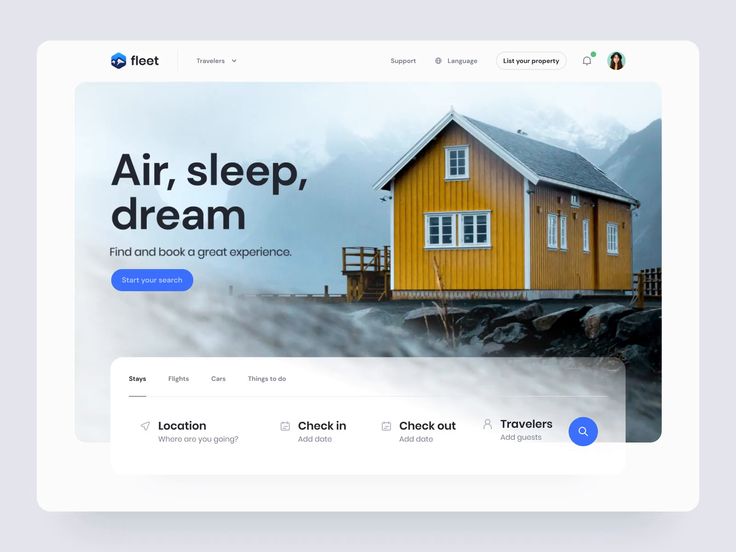 fleet
Travelers
Support
Language
List your property
Air, sleep,
dream
Find and book a great experience.
Start your search
Stays
Flights
Cars
Things to do
Location
Where are you going?
Check in
Add date
Check out
Add date
Travelers
Add guests